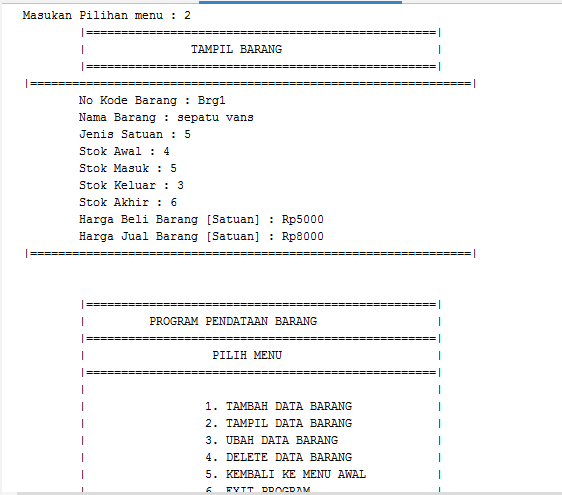 Masukan Pilihan menu : 2
|==================================================|
| TAMPIL BARANG |
|==================================================|
|===============================================================|
No Kode Barang : Brg1
Nama Barang : sepatu vans
Jenis Satuan : 5
Stok Awal : 4
Stok Masuk : 5
Stok Keluar : 3
Stok Akhir : 6
Harga Beli Barang [Satuan] : Rp5000
Harga Jual Barang [Satuan] : Rp8000
|===============================================================|
|==================================================|
| PROGRAM PENDATAAN BARANG |
|==================================================|
| PILIH MENU |
|==================================================|
| |
| 1. TAMBAH DATA BARANG |
| 2. TAMPIL DATA BARANG |
| 3. UBAH DATA BARANG |
| 4. DELETE DATA BARANG |
| 5. KEMBALI KE MENU AWAL |
| 6. EXIT PROGRAM |